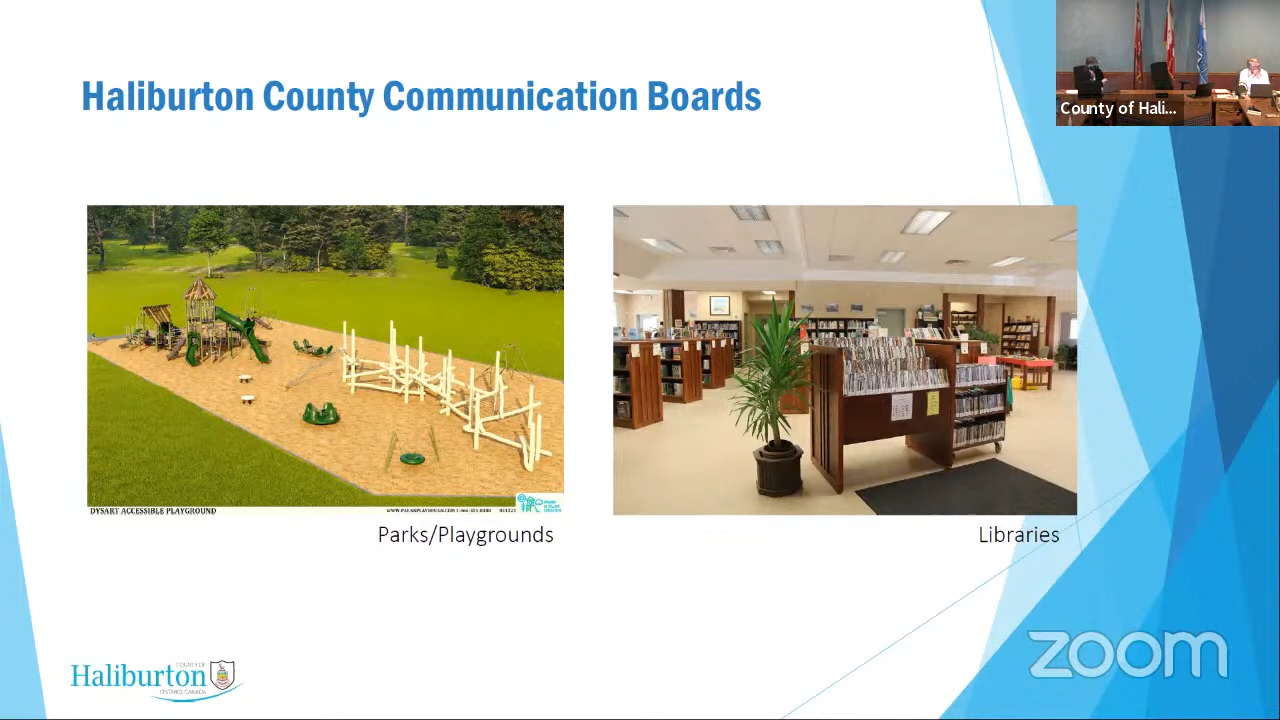 Haliburton County Communication Boards
County of Hali...
DYSART ACCESSIBLE PLAYGROUND
Parks/Playgrounds
Libraries
COUNTY OF
Haliburton
ONTARIO, CANADA
zoom